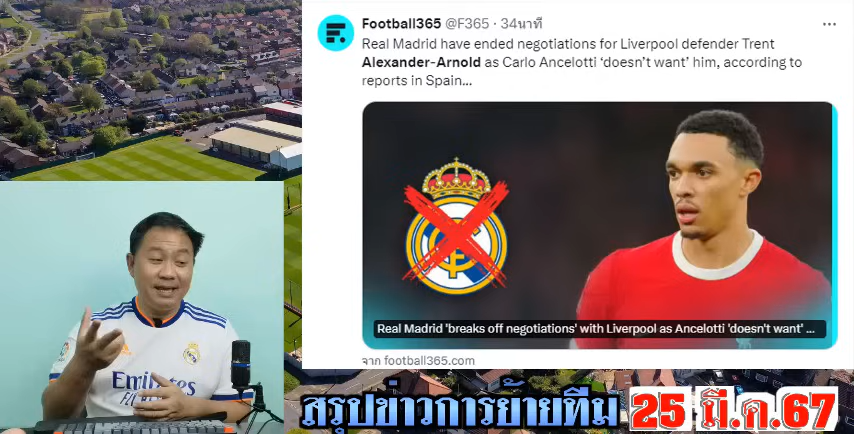 Football365 @F365 · 34นาที
Real Madrid have ended negotiations for Liverpool defender Trent
Alexander-Arnold as Carlo Ancelotti ‘doesn’t want’ him, according to
reports in Spain...
Real Madrid 'breaks off negotiations' with Liverpool as Ancelotti 'doesn't want' ...
จาก football365.com
Emirates
สรุปข่าวการย้ายทีม 25 มี.ค.67